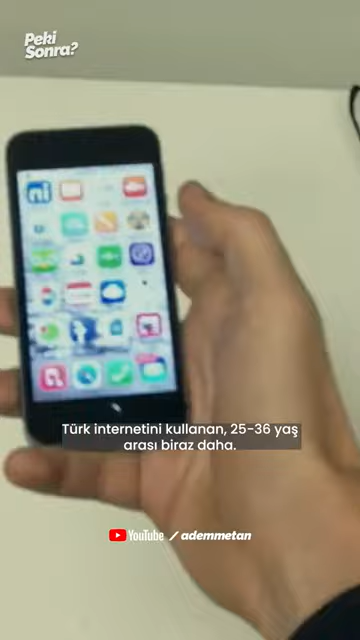 Peki
Sonra?
Türk internetini kullanan, 25-36 yaş
arası biraz daha.
YouTube / ademmetan